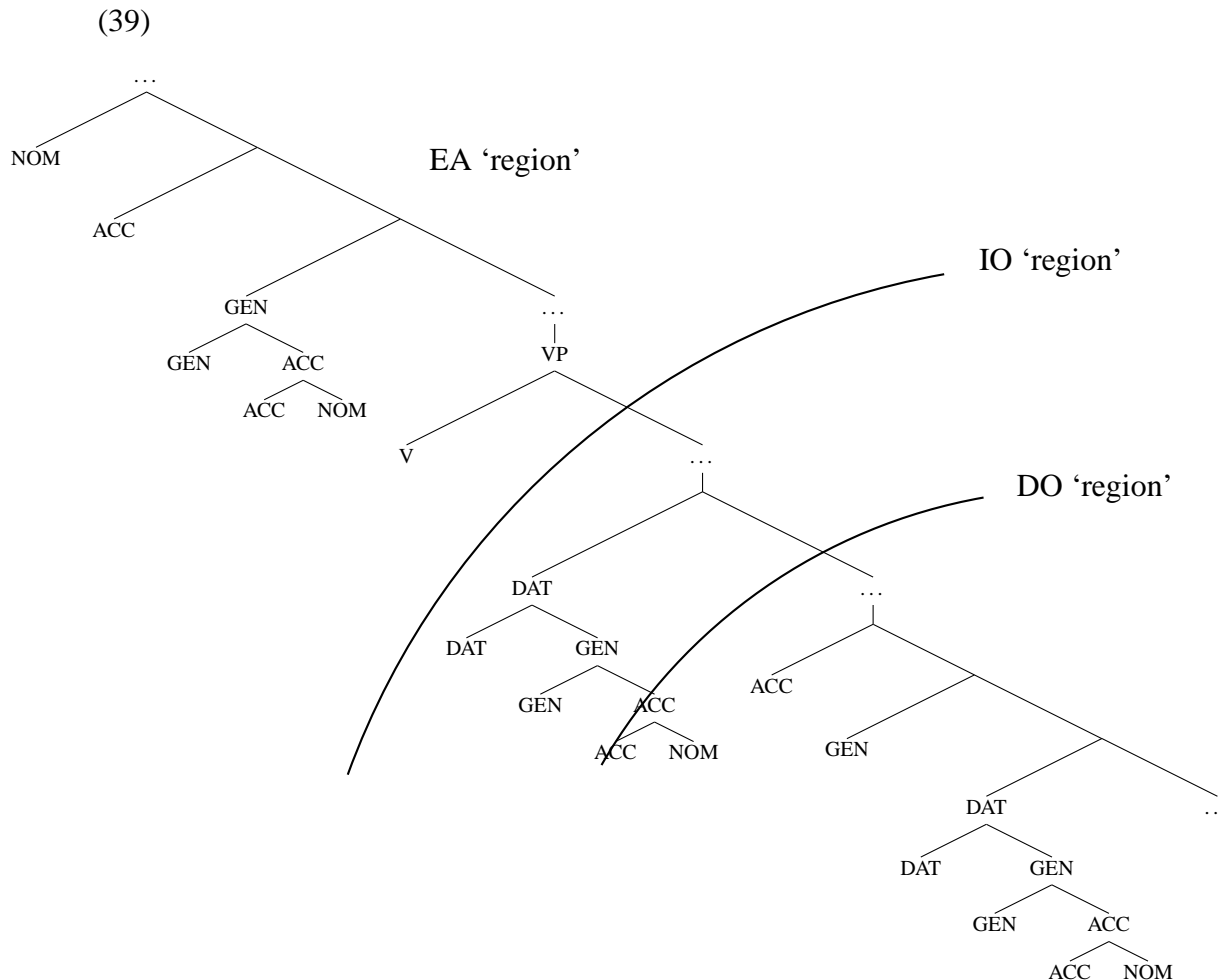 (39)
...
NOM
EA ‘region’
ACC
IO ‘region’
GEN
...
GEN ACC
VP
ACC NOM
V
...
DO ‘region’
DAT
...
DAT GEN
ACC
GEN ACC
GEN
ACC NOM
DAT
..
DAT GEN
GEN ACC
ACC NOM